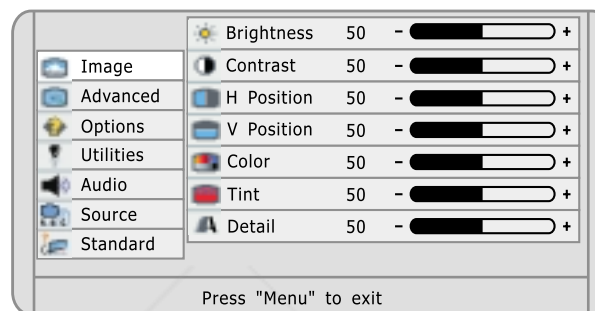 Image
Advanced
Options
Utilities
Audio
Source
Standard
Brightness 50 - +
Contrast 50 - +
H Position 50 - +
V Position 50 - +
Color 50 - +
Tint 50 - +
Detail 50 - +
Press "Menu" to exit